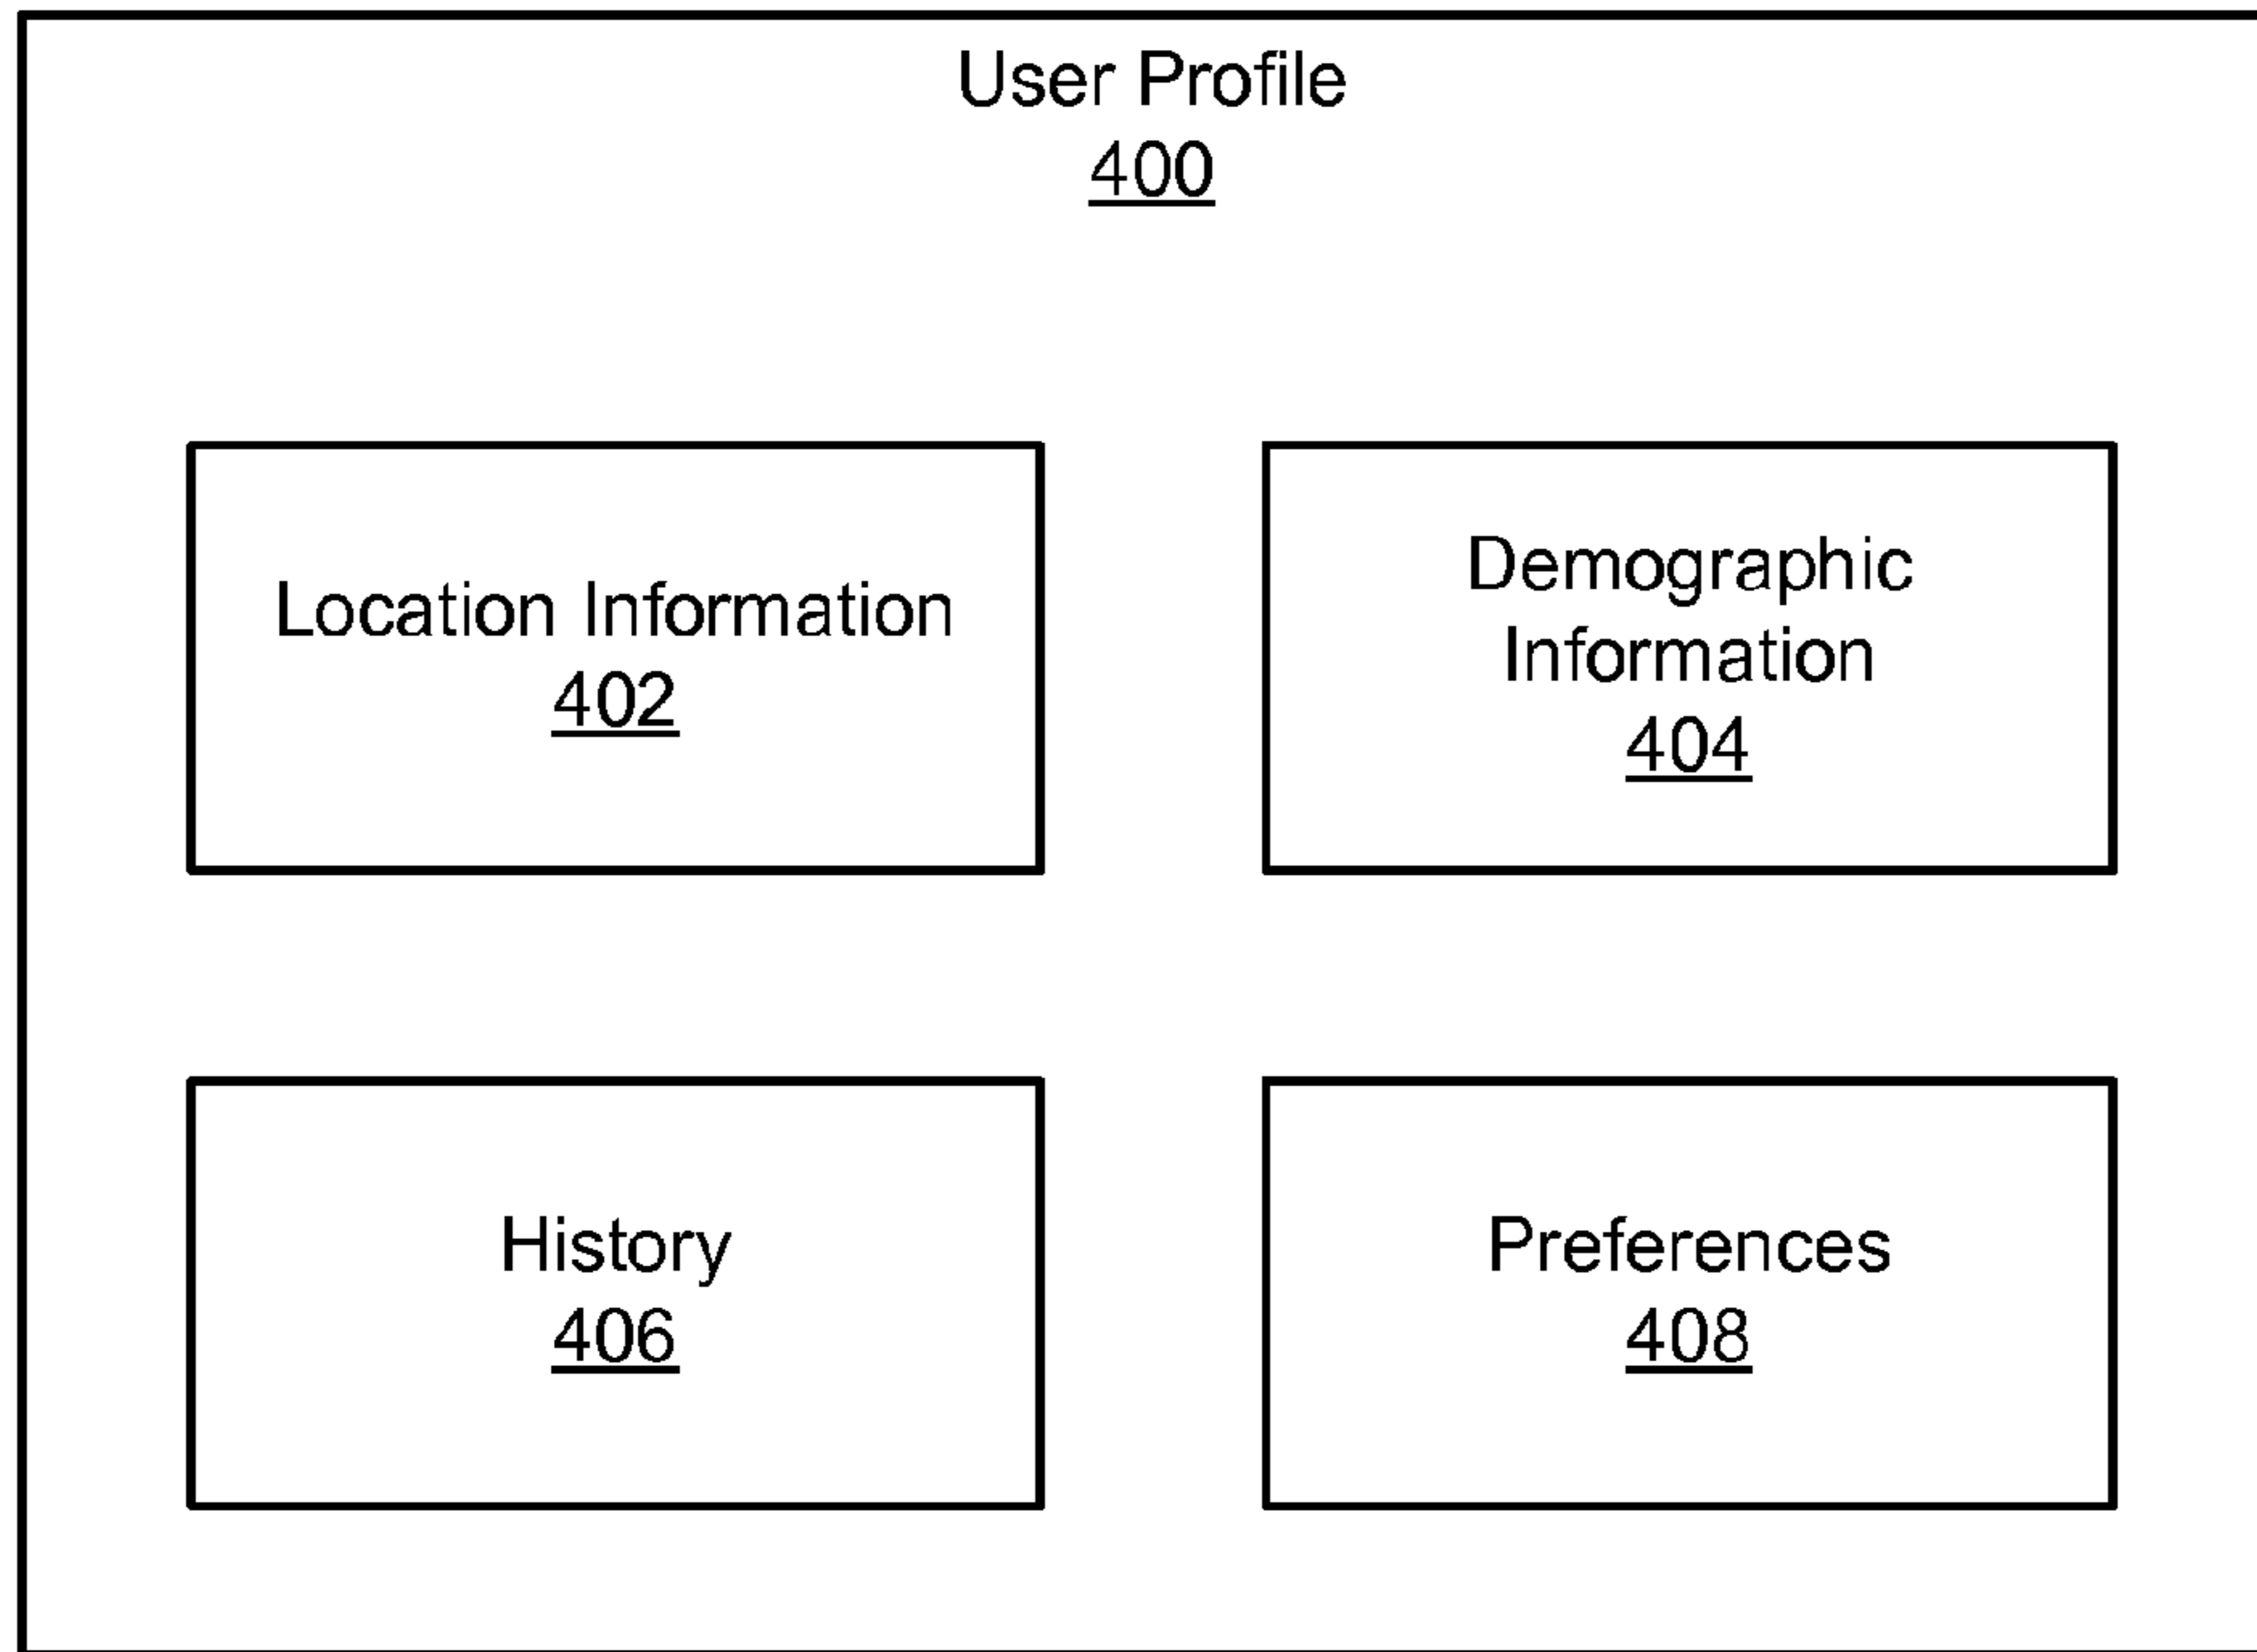 User Profile
400
Location Information
402
Demographic
Information
404
History
406
Preferences
408